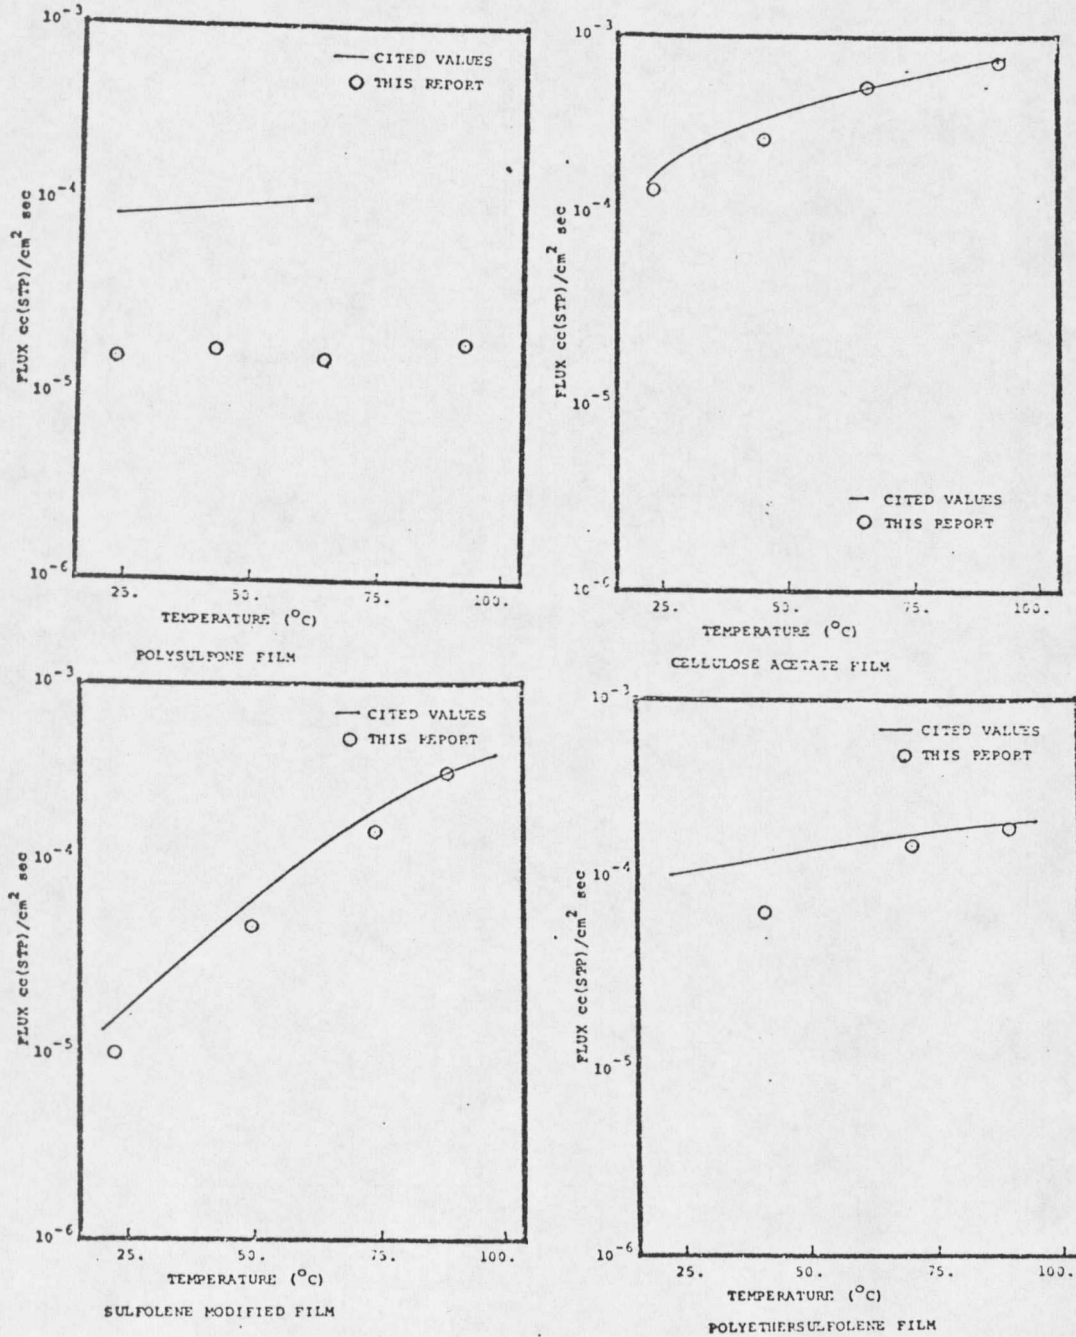 10⁻³
— CITED VALUES
O THIS REPORT
10⁻⁴
FLUX cc(STP)/cm² sec
10⁻⁵
10⁻⁶
25. 50. 75. 100.
TEMPERATURE (°C)
POLYSULFONE FILM
10⁻³
10⁻⁴
FLUX cc(STP)/cm² sec
10⁻⁵
— CITED VALUES
O THIS REPORT
10⁻⁶
25. 50. 75. 100.
TEMPERATURE (°C)
CELLULOSE ACETATE FILM
10⁻³
— CITED VALUES
O THIS REPORT
10⁻⁴
FLUX cc(STP)/cm² sec
10⁻⁵
10⁻⁶
25. 50. 75. 100.
TEMPERATURE (°C)
SULFOLENE MODIFIED FILM
10⁻³
— CITED VALUES
O THIS REPORT
10⁻⁴
FLUX cc(STP)/cm² sec
10⁻⁵
10⁻⁶
25. 50. 75. 100.
TEMPERATURE (°C)
POLYETHERSULFOLENE FILM